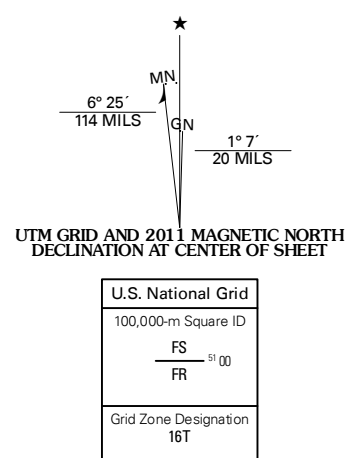 ★
M.N.
6° 25´
114 MILS
GN
1° 7´
20 MILS
UTM GRID AND 2011 MAGNETIC NORTH
DECLINATION AT CENTER OF SHEET
U.S. National Grid
100,000-m Square ID
FS
51 00
FR
Grid Zone Designation
16T